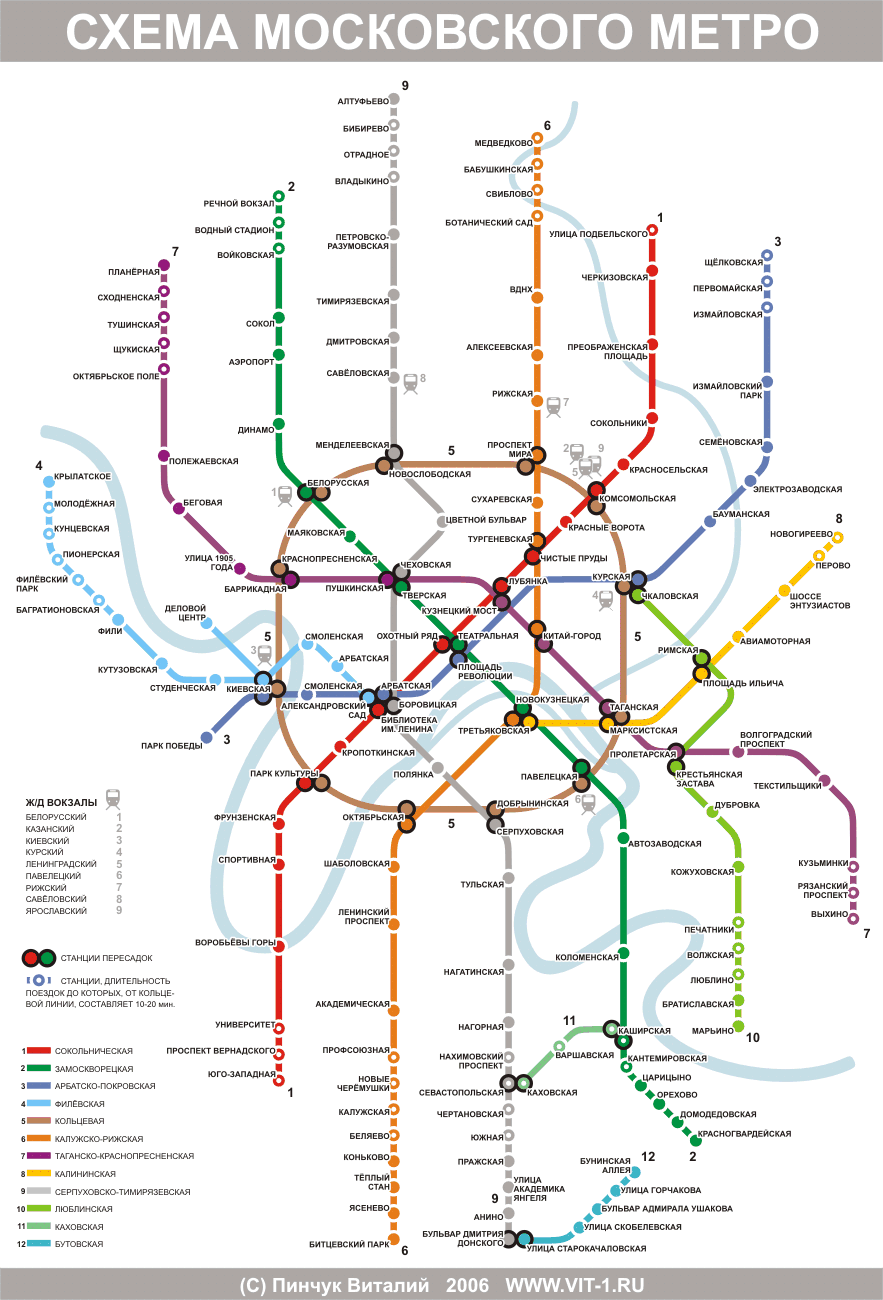 СХЕМА МОСКОВСКОГО МЕТРО
9
АЛТУФЬЕВО
БИБИРЕВО
ОТРАДНОЕ
ВЛАДЫКИНО
ПЕТРОВСКО-
РАЗУМОВСКАЯ
ТИМИРЯЗЕВСКАЯ
ДМИТРОВСКАЯ
САВЁЛОВСКАЯ
8
МЕНДЕЛЕЕВСКАЯ
6
МЕДВЕДКОВО
БАБУШКИНСКАЯ
СВИБЛОВО
БОТАНИЧЕСКИЙ САД
ВДНХ
АЛЕКСЕЕВСКАЯ
РИЖСКАЯ
7
ПРОСПЕКТ
МИРА
2
РЕЧНОЙ ВОКЗАЛ
ВОДНЫЙ СТАДИОН
ВОЙКОВСКАЯ
СОКОЛ
АЭРОПОРТ
ДИНАМО
1
УЛИЦА ПОДБЕЛЬСКОГО
ЧЕРКИЗОВСКАЯ
ПРЕОБРАЖЕНСКАЯ
ПЛОЩАДЬ
СОКОЛЬНИКИ
КРАСНОСЕЛЬСКАЯ
3
ЩЁЛКОВСКАЯ
ПЕРВОМАЙСКАЯ
ИЗМАЙЛОВСКАЯ
ИЗМАЙЛОВСКИЙ
ПАРК
СЕМЁНОВСКАЯ
ЭЛЕКТРОЗАВОДСКАЯ
БАУМАНСКАЯ
7
ПЛАНЁРНАЯ
СХОДНЕНСКАЯ
ТУШИНСКАЯ
ЩУКИСКАЯ
ОКТЯБРЬСКОЕ ПОЛЕ
ПОЛЕЖАЕВСКАЯ
БЕГОВАЯ
УЛИЦА 1905
ГОДА
БАРРИКАДНАЯ
4
КРЫЛАТСКОЕ
МОЛОДЁЖНАЯ
КУНЦЕВСКАЯ
ПИОНЕРСКАЯ
ФИЛЁВСКИЙ
ПАРК
БАГРАТИОНОВСКАЯ
ФИЛИ
КУТУЗОВСКАЯ
СТУДЕНЧЕСКАЯ
ДЕЛОВОЙ
ЦЕНТР
5
3
КИЕВСКАЯ
СМОЛЕНСКАЯ
АРБАТСКАЯ
СМОЛЕНСКАЯ
АРБАТСКАЯ
АЛЕКСАНДРОВСКИЙ
САД
БОРОВИЦКАЯ
БИБЛИОТЕКА
ИМ. ЛЕНИНА
ПАРК ПОБЕДЫ
3
5
НОВОСЛОБОДСКАЯ
1
БЕЛОРУССКАЯ
2
9
5
КОМСОМОЛЬСКАЯ
МАЯКОВСКАЯ
КРАСНОПРЕСНЕНСКАЯ
ЦВЕТНОЙ БУЛЬВАР
СУХАРЕВСКАЯ
ТУРГЕНЕВСКАЯ
КРАСНЫЕ ВОРОТА
ЧИСТЫЕ ПРУДЫ
ЧЕХОВСКАЯ
ПУШКИНСКАЯ
ТВЕРСКАЯ
ЛУБЯНКА
КУЗНЕЦКИЙ МОСТ
КУРСКАЯ
ЧКАЛОВСКАЯ
4
ОХОТНЫЙ РЯД
ТЕАТРАЛЬНАЯ
ПЛОЩАДЬ
РЕВОЛЮЦИИ
КИТАЙ-ГОРОД
5
8
НОВОГИРЕЕВО
ПЕРОВО
ШОССЕ
ЭНТУЗИАСТОВ
АВИАМОТОРНАЯ
РИМСКАЯ
ПЛОЩАДЬ ИЛЬИЧА
НОВОКУЗНЕЦКАЯ
ТРЕТЬЯКОВСКАЯ
ТАГАНСКАЯ
МАРКСИСТСКАЯ
ПРОЛЕТАРСКАЯ
КРЕСТЬЯНСКАЯ
ЗАСТАВА
ВОЛГОГРАДСКИЙ
ПРОСПЕКТ
ТЕКСТИЛЬЩИКИ
КУЗЬМИНКИ
РЯЗАНСКИЙ
ПРОСПЕКТ
ВЫХИНО
7
ДУБРОВКА
КОЖУХОВСКАЯ
ПЕЧАТНИКИ
ВОЛЖСКАЯ
ЛЮБЛИНО
БРАТИСЛАВСКАЯ
МАРЬИНО
10
КРОПОТКИНСКАЯ
ПАРК КУЛЬТУРЫ
ПОЛЯНКА
ПАВЕЛЕЦКАЯ
6
ДОБРЫНИНСКАЯ
СЕРПУХОВСКАЯ
ОКТЯБРЬСКАЯ
5
ФРУНЗЕНСКАЯ
СПОРТИВНАЯ
ВОРОБЬЁВЫ ГОРЫ
УНИВЕРСИТЕТ
ПРОСПЕКТ ВЕРНАДСКОГО
ЮГО-ЗАПАДНАЯ
1
ШАБОЛОВСКАЯ
ЛЕНИНСКИЙ
ПРОСПЕКТ
АКАДЕМИЧЕСКАЯ
ПРОФСОЮЗНАЯ
НОВЫЕ
ЧЕРЁМУШКИ
КАЛУЖСКАЯ
БЕЛЯЕВО
КОНЬКОВО
ТЁПЛЫЙ
СТАН
ЯСЕНЕВО
БИТЦЕВСКИЙ ПАРК
6
ТУЛЬСКАЯ
НАГАТИНСКАЯ
НАГОРНАЯ
НАХИМОВСКИЙ
ПРОСПЕКТ
СЕВАСТОПОЛЬСКАЯ
ЧЕРТАНОВСКАЯ
ЮЖНАЯ
ПРАЖСКАЯ
УЛИЦА
АКАДЕМИКА
ЯНГЕЛЯ
9
АНИНО
БУЛЬВАР ДМИТРИЯ
ДОНСКОГО
АВТОЗАВОДСКАЯ
КОЛОМЕНСКАЯ
11
КАШИРСКАЯ
ВАРШАВСКАЯ
КАХОВСКАЯ
КАНТЕМИРОВСКАЯ
ЦАРИЦЫНО
ОРЕХОВО
ДОМОДЕДОВСКАЯ
КРАСНОГВАРДЕЙСКАЯ
2
12
БУНИНСКАЯ
АЛЛЕЯ
УЛИЦА ГОРЧАКОВА
БУЛЬВАР АДМИРАЛА УШАКОВА
УЛИЦА СКОБЕЛЕВСКАЯ
УЛИЦА СТАРОКАЧАЛОВСКАЯ
Ж/Д ВОКЗАЛЫ
БЕЛОРУССКИЙ 1
КАЗАНСКИЙ 2
КИЕВСКИЙ 3
КУРСКИЙ 4
ЛЕНИНГРАДСКИЙ 5
ПАВЕЛЕЦКИЙ 6
РИЖСКИЙ 7
САВЁЛОВСКИЙ 8
ЯРОСЛАВСКИЙ 9
СТАНЦИИ ПЕРЕСАДОК
СТАНЦИИ, ДЛИТЕЛЬНОСТЬ
ПОЕЗДОК ДО КОТОРЫХ, ОТ КОЛЬЦЕ-
ВОЙ ЛИНИИ, СОСТАВЛЯЕТ 10-20 мин.
1 СОКОЛЬНИЧЕСКАЯ
2 ЗАМОСКВОРЕЦКАЯ
3 АРБАТСКО-ПОКРОВСКАЯ
4 ФИЛЁВСКАЯ
5 КОЛЬЦЕВАЯ
6 КАЛУЖСКО-РИЖСКАЯ
7 ТАГАНСКО-КРАСНОПРЕСНЕНСКАЯ
8 КАЛИНИНСКАЯ
9 СЕРПУХОВСКО-ТИМИРЯЗЕВСКАЯ
10 ЛЮБЛИНСКАЯ
11 КАХОВСКАЯ
12 БУТОВСКАЯ
(С) Пинчук Виталий 2006 WWW.VIT-1.RU